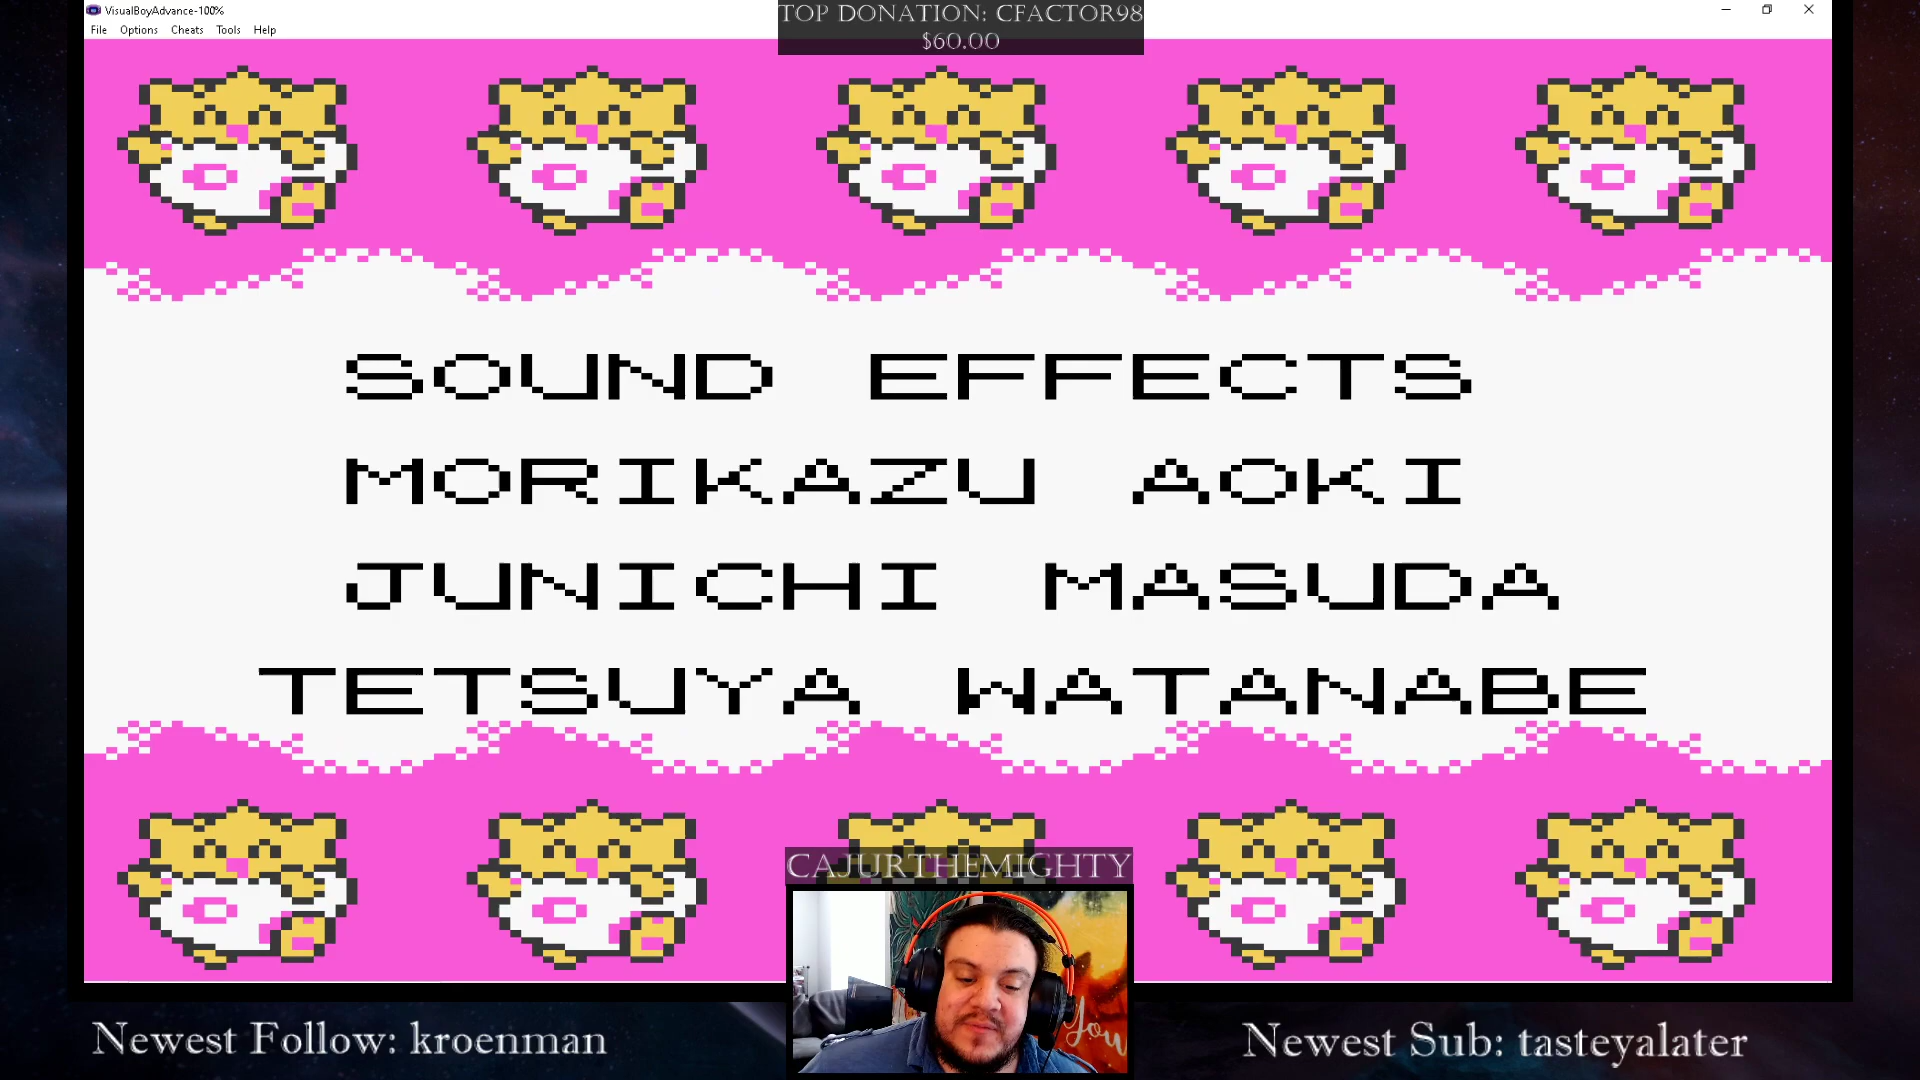 VisualBoyAdvance-100%
File Options Cheats Tools Help
TOP DONATION: CFACTOR98
$60.00
SOUND EFFECTS
MORIKAZU AOKI
JUNICHI MASUDA
TETSUYA WATANABE
CAJURTHEMIGHTY
Newest Follow: kroenman
Newest Sub: tasteyalater